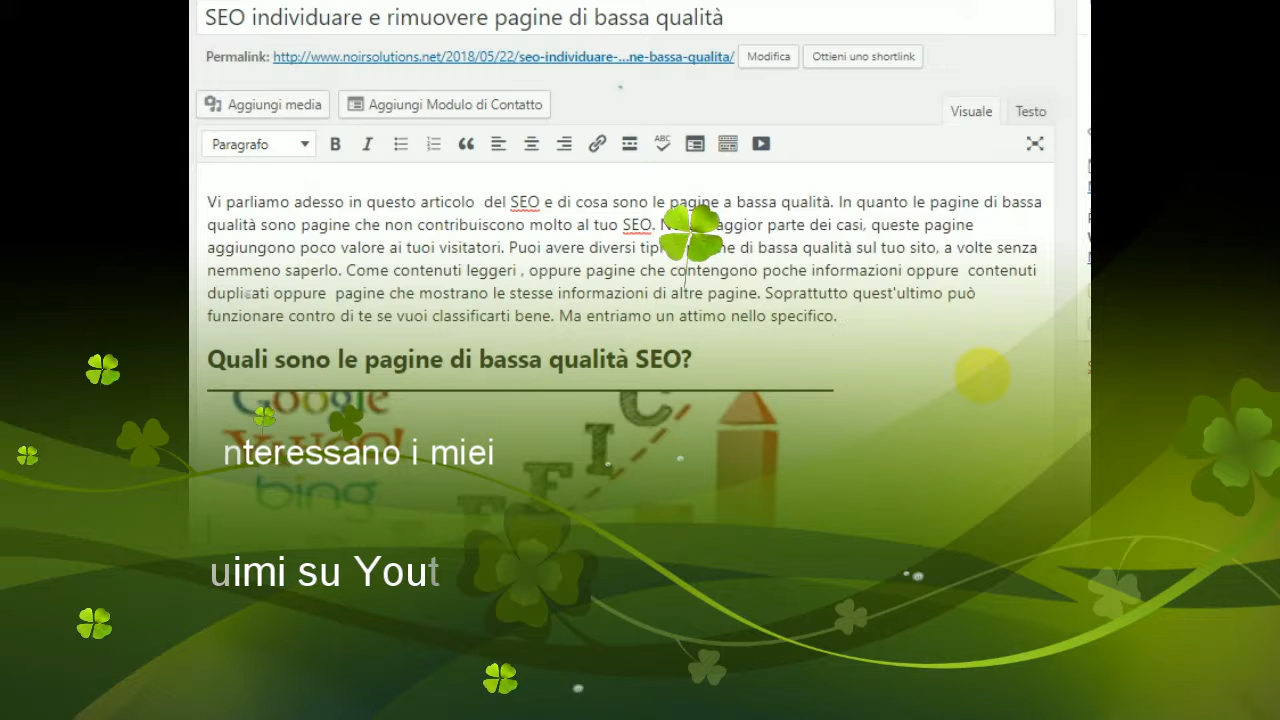 SEO individuare e rimuovere pagine di bassa qualità
Permalink: http://www.noirsolutions.net/2018/05/22/seo-individuare-...ne-bassa-qualita/ Modifica Ottieni uno shortlink
Aggiungi media Aggiungi Modulo di Contatto
Visuale Testo
Paragrafo B I ABC
Vi parliamo adesso in questo articolo del SEO e di cosa sono le pagine a bassa qualità. In quanto le pagine di bassa
qualità sono pagine che non contribuiscono molto al tuo SEO. aggior parte dei casi, queste pagine
aggiungono poco valore ai tuoi visitatori. Puoi avere diversi tipi di bassa qualità sul tuo sito, a volte senza
nemmeno saperlo. Come contenuti leggeri , oppure pagine che contengono poche informazioni oppure contenuti
duplicati oppure pagine che mostrano le stesse informazioni di altre pagine. Soprattutto quest'ultimo può
funzionare contro di te se vuoi classificarti bene. Ma entriamo un attimo nello specifico.
Quali sono le pagine di bassa qualità SEO?
Google
YAHOO!
bing
nteressano i miei
uimi su Yout